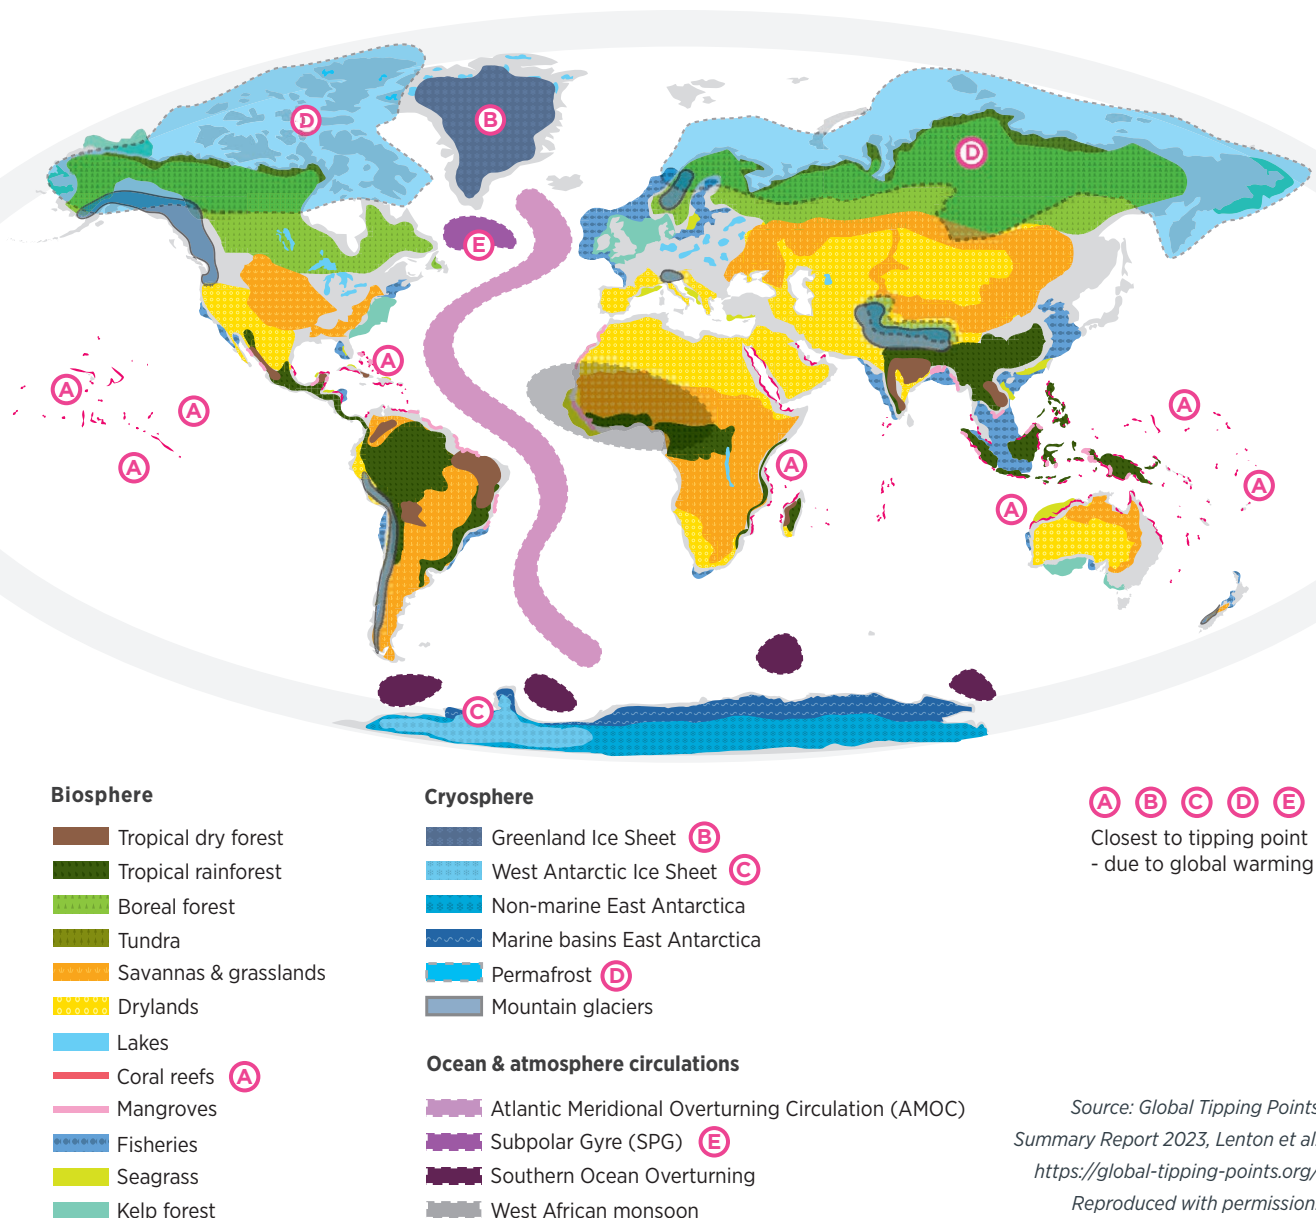 D
B
D
E
A
A
A
A
A
A
A
A
C
Biosphere
Tropical dry forest
Tropical rainforest
Boreal forest
Tundra
Savannas & grasslands
Drylands
Lakes
Coral reefs A
Mangroves
Fisheries
Seagrass
Kelp forest
Cryosphere
Greenland Ice Sheet B
West Antarctic Ice Sheet C
Non-marine East Antarctica
Marine basins East Antarctica
Permafrost D
Mountain glaciers
Ocean & atmosphere circulations
Atlantic Meridional Overturning Circulation (AMOC)
Subpolar Gyre (SPG) E
Southern Ocean Overturning
West African monsoon
A B C D E
Closest to tipping point
- due to global warming
Source: Global Tipping Points
Summary Report 2023, Lenton et al.
https://global-tipping-points.org/
Reproduced with permission